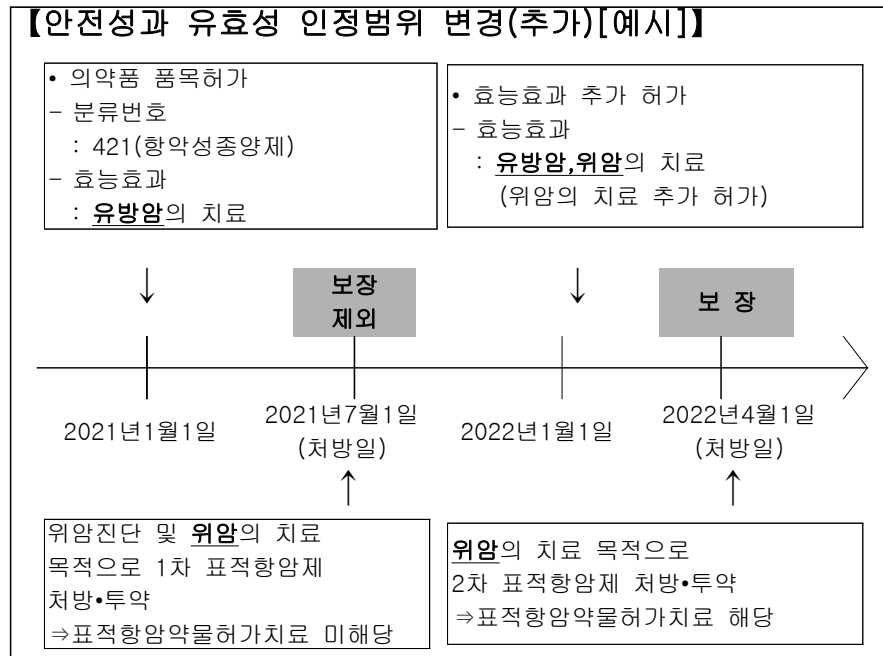 【안전성과 유효성 인정범위 변경(추가)[예시]】
• 의약품 품목허가
- 분류번호
: 421(항악성종양제)
- 효능효과
: 유방암의 치료
• 효능효과 추가 허가
- 효능효과
: 유방암,위암의 치료
(위암의 치료 추가 허가)
↓
보장
제외
↓
보 장
2021년1월1일
2021년7월1일
(처방일)
2022년1월1일
2022년4월1일
(처방일)
↑
↑
위암진단 및 위암의 치료
목적으로 1차 표적항암제
처방•투약
⇒표적항암약물허가치료 미해당
위암의 치료 목적으로
2차 표적항암제 처방•투약
⇒표적항암약물허가치료 해당